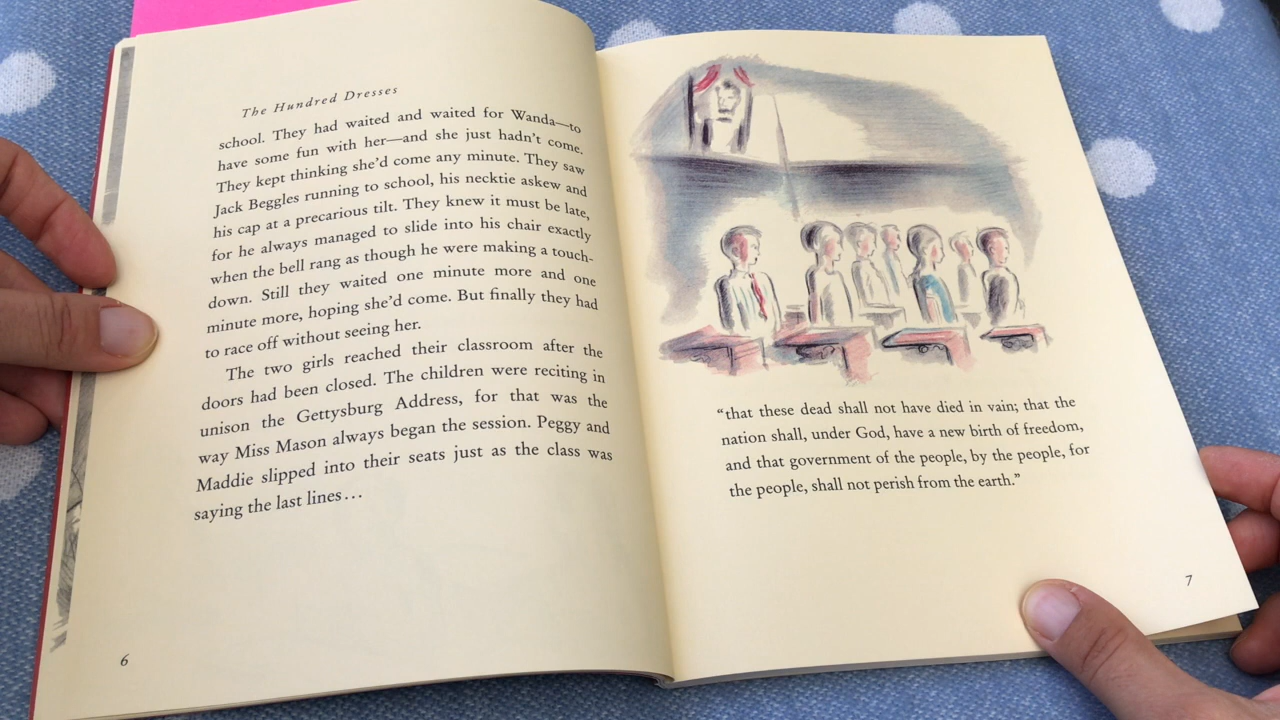 The Hundred Dresses
school. They had waited and waited for Wanda—to
have some fun with her—and she just hadn't come.
They kept thinking she'd come any minute. They saw
Jack Beggles running to school, his necktie askew and
his cap at a precarious tilt. They knew it must be late,
for he always managed to slide into his chair exactly
when the bell rang as though he were making a touch-
down. Still they waited one minute more and one
minute more, hoping she'd come. But finally they had
to race off without seeing her.
The two girls reached their classroom after the
doors had been closed. The children were reciting in
unison the Gettysburg Address, for that was the
way Miss Mason always began the session. Peggy and
Maddie slipped into their seats just as the class was
saying the last lines…
6
“that these dead shall not have died in vain; that the
nation shall, under God, have a new birth of freedom,
and that government of the people, by the people, for
the people, shall not perish from the earth.”
7